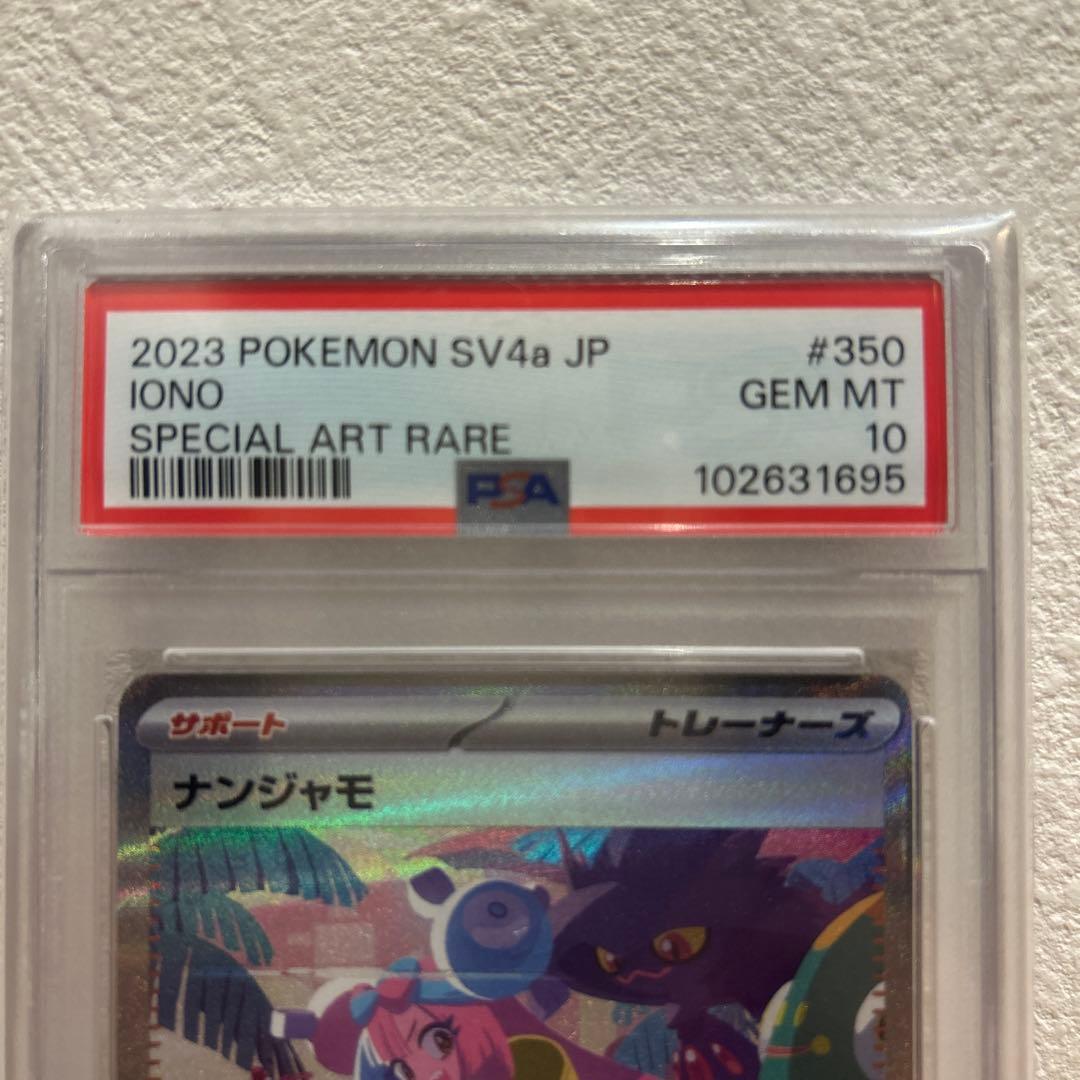 2023 POKEMON SV4a JP #350
IONO GEM MT
SPECIAL ART RARE 10
PSA 102631695
サポート トレーナーズ
ナンジャモ